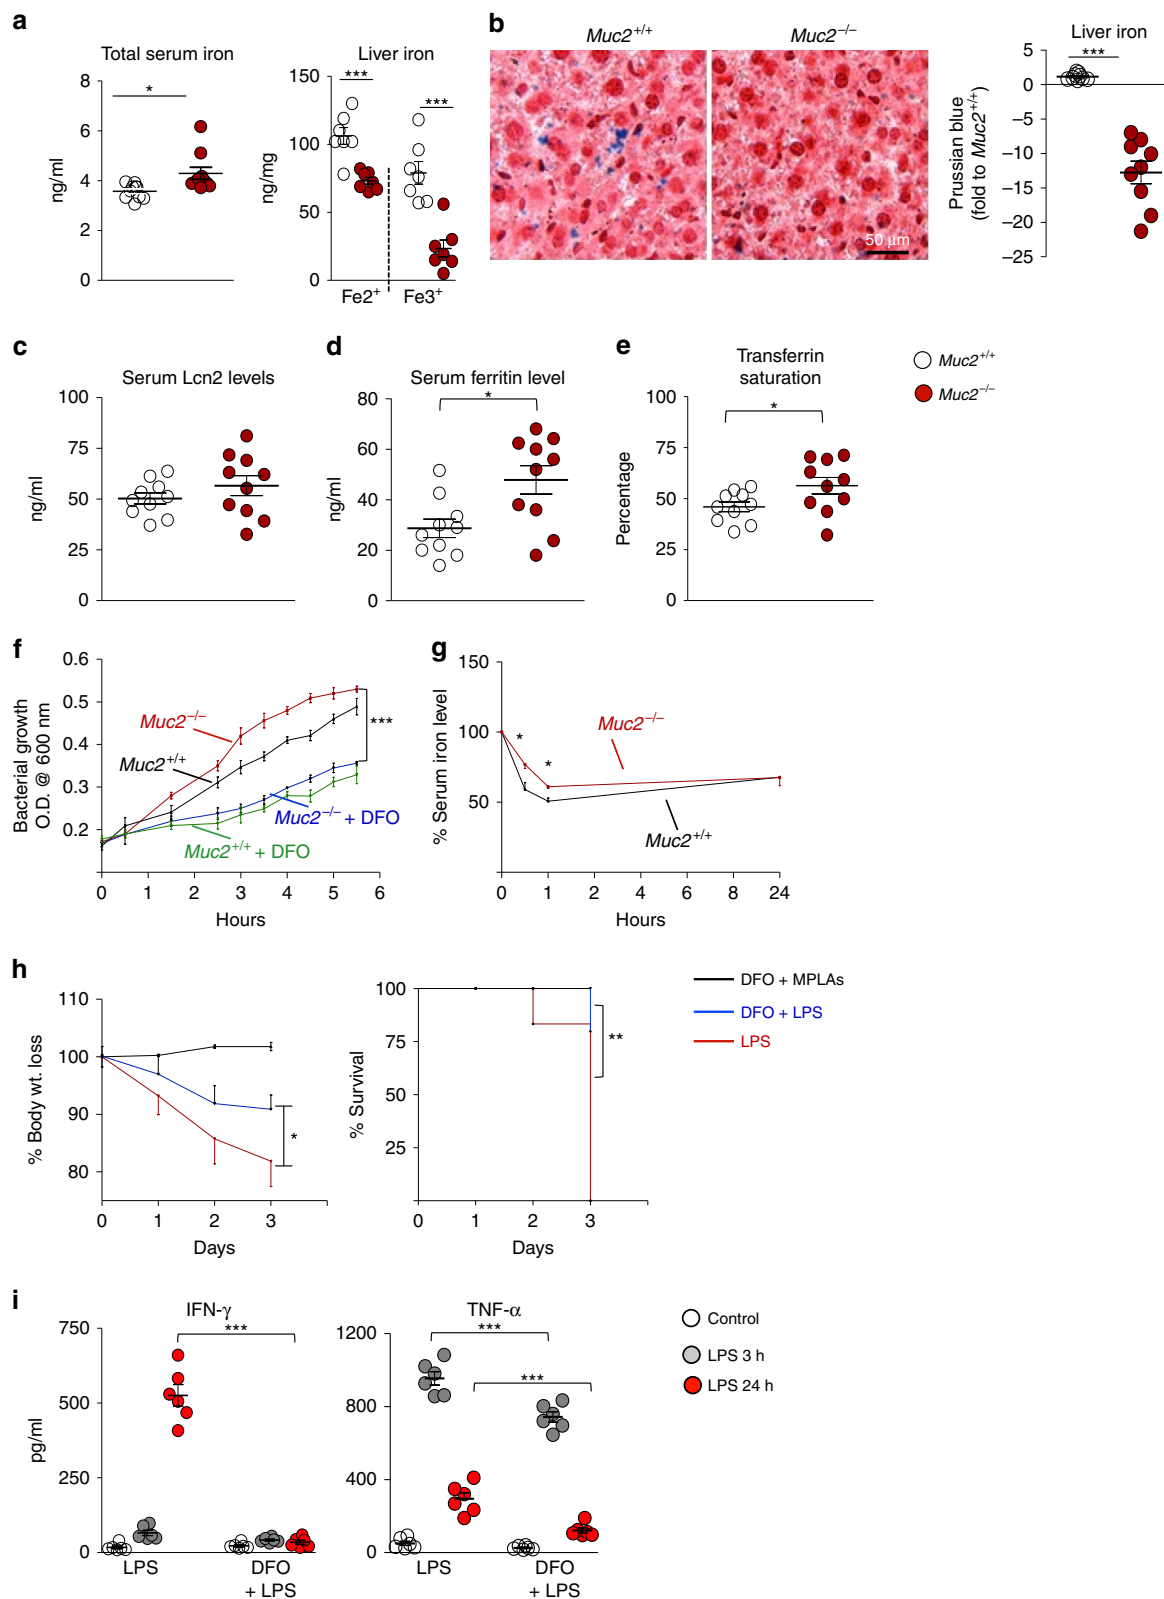 a
Total serum iron
ng/ml
8
6
4
2
0
*
Liver iron
ng/mg
150
100
50
0
***
***
Fe2+
Fe3+
b
Muc2+/+
Muc2−/−
50 μm
Liver iron
Prussian blue
(fold to Muc2+/+)
5
0
−5
−10
−15
−20
−25
***
c
Serum Lcn2 levels
ng/ml
100
75
50
25
0
d
Serum ferritin level
ng/ml
80
60
40
20
0
*
e
Transferrin
saturation
Percentage
100
75
50
25
0
*
Muc2+/+
Muc2−/−
f
Bacterial growth
O.D. @ 600 nm
0.6
0.5
0.4
0.3
0.2
Muc2−/−
Muc2+/+
Muc2−/− + DFO
Muc2+/+ + DFO
***
0 1 2 3 4 5 6
Hours
g
% Serum iron level
150
100
50
*
*
Muc2−/−
Muc2+/+
0 1 2 4 6 8 24
Hours
h
% Body wt. loss
110
100
90
80
*
0 1 2 3
Days
% Survival
100
75
50
25
**
0 1 2 3
Days
DFO + MPLAs
DFO + LPS
LPS
i
IFN-γ
pg/ml
750
500
250
0
***
LPS
DFO
+ LPS
TNF-α
1200
800
400
0
***
***
LPS
DFO
+ LPS
Control
LPS 3 h
LPS 24 h